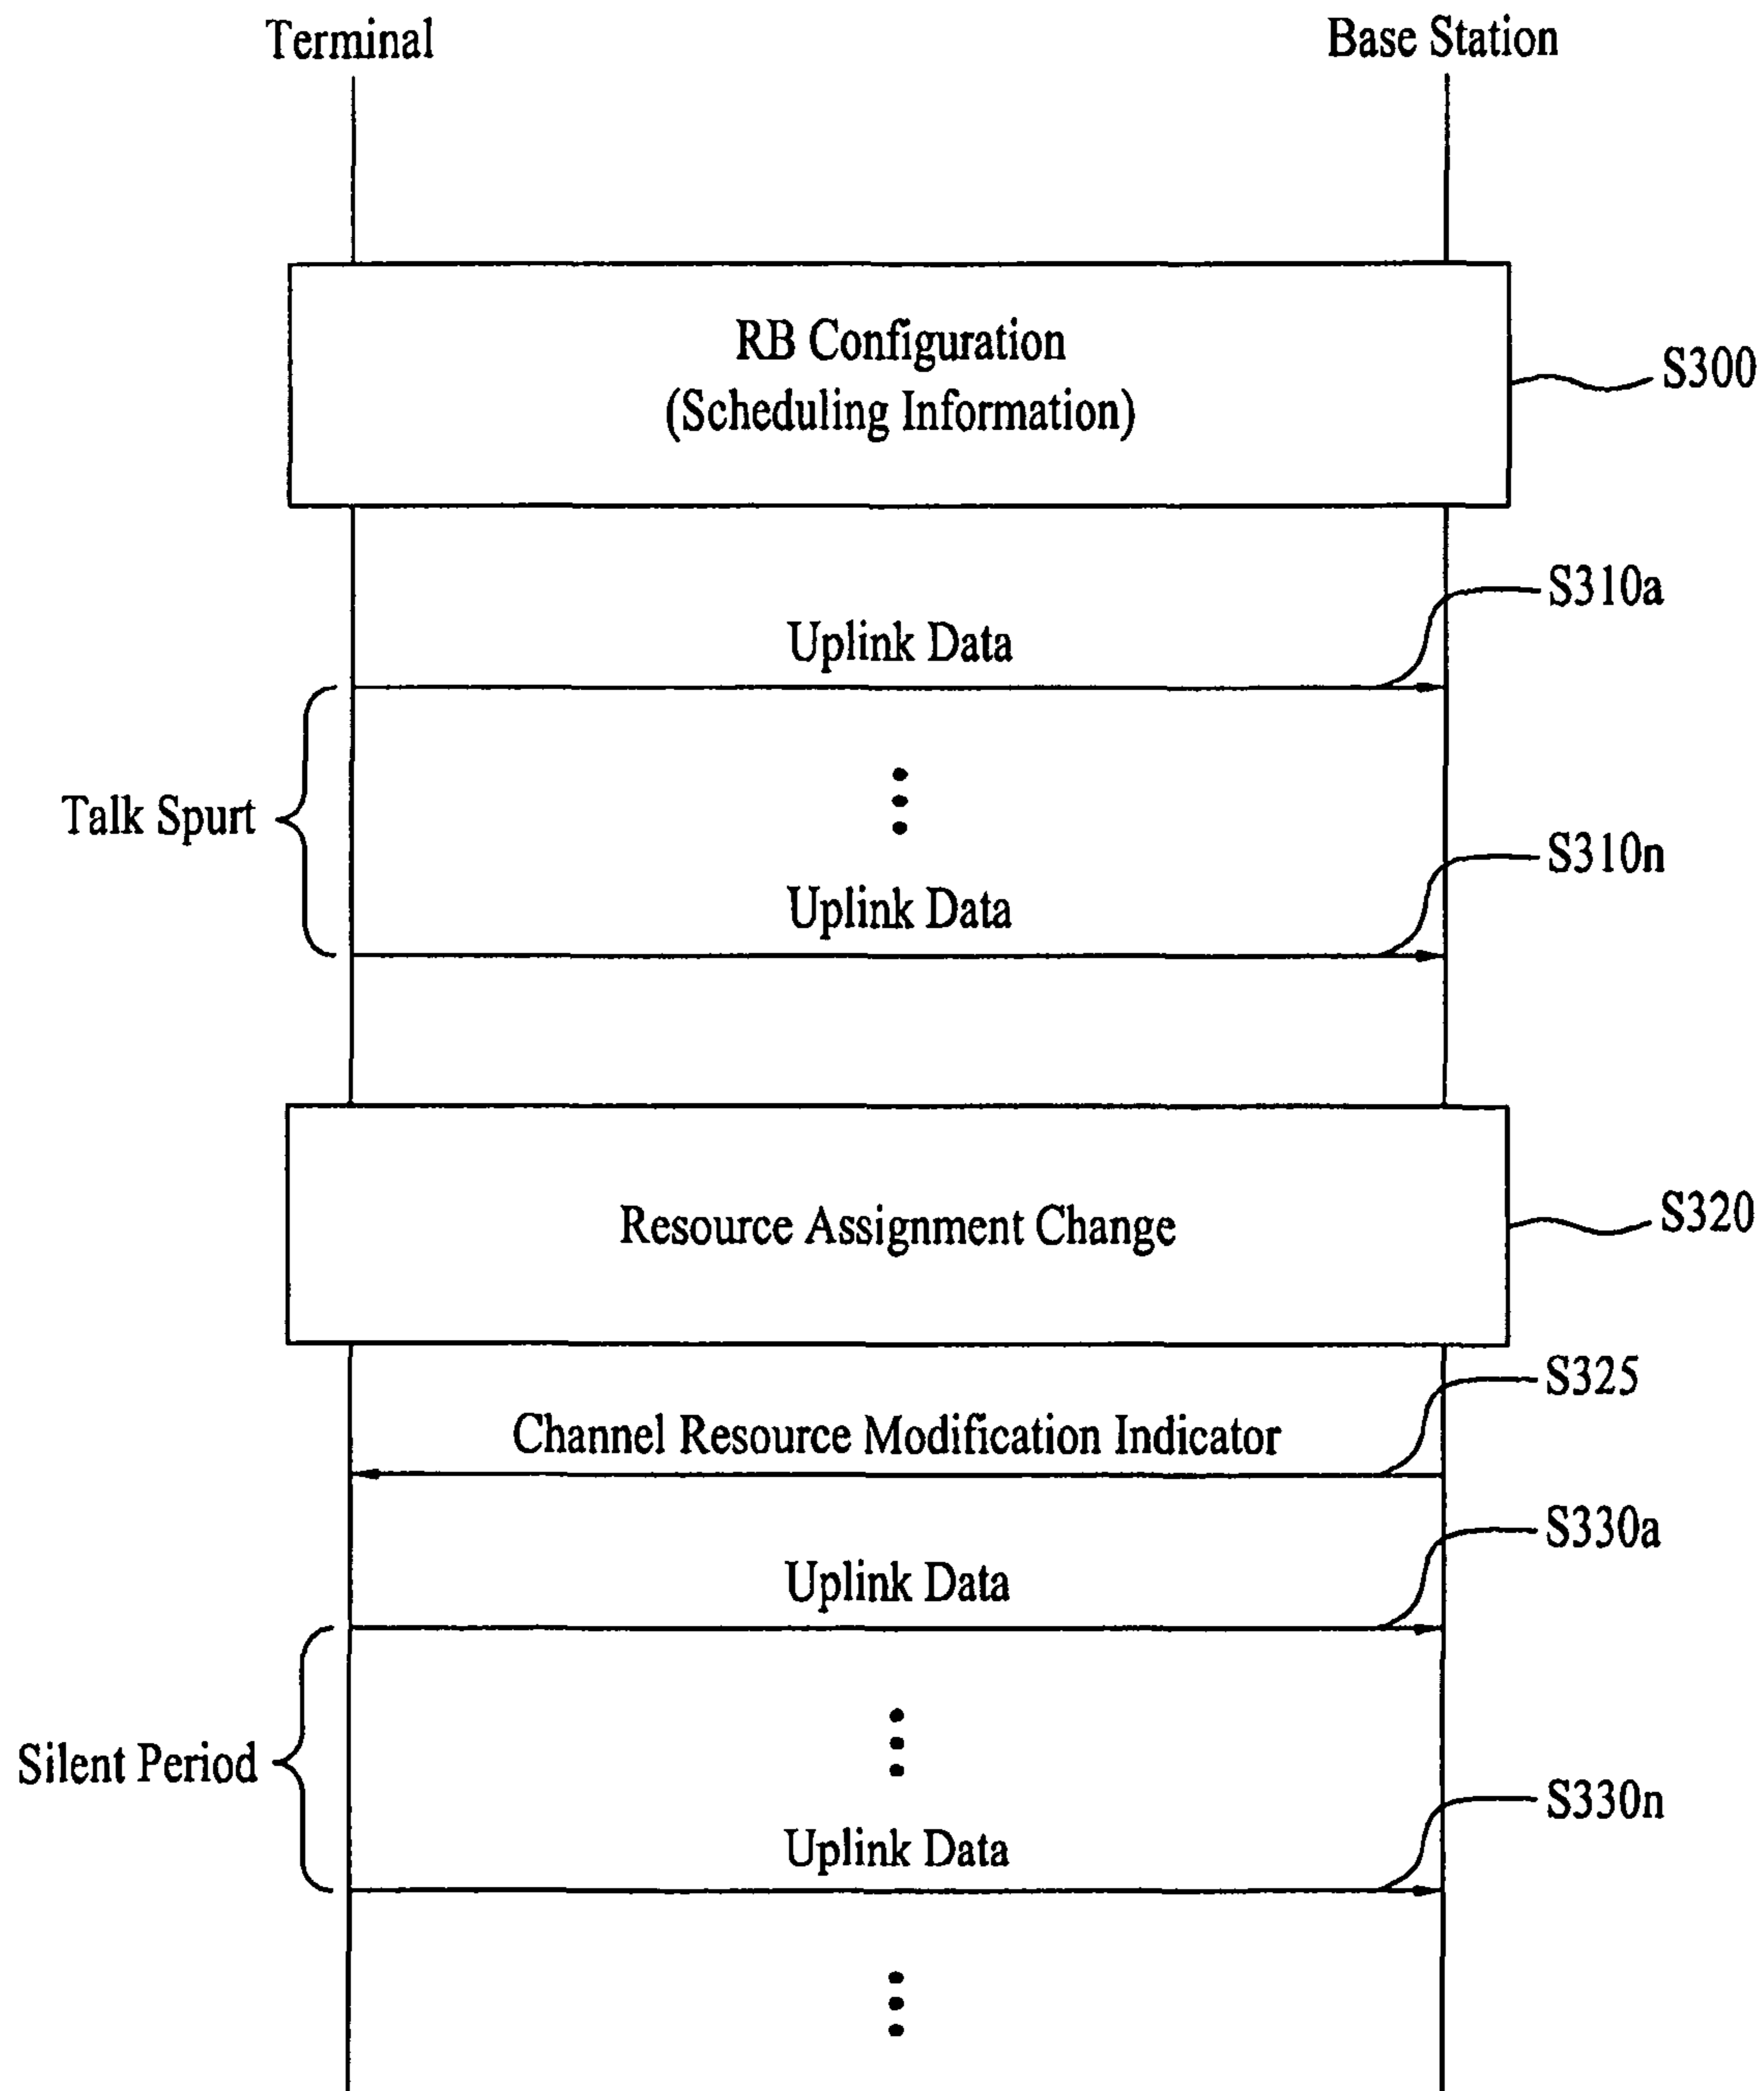 Terminal
Base Station
RB Configuration
(Scheduling Information)
S300
S310a
Uplink Data
Talk Spurt
S310n
Uplink Data
Resource Assignment Change
S320
S325
Channel Resource Modification Indicator
S330a
Uplink Data
Silent Period
S330n
Uplink Data